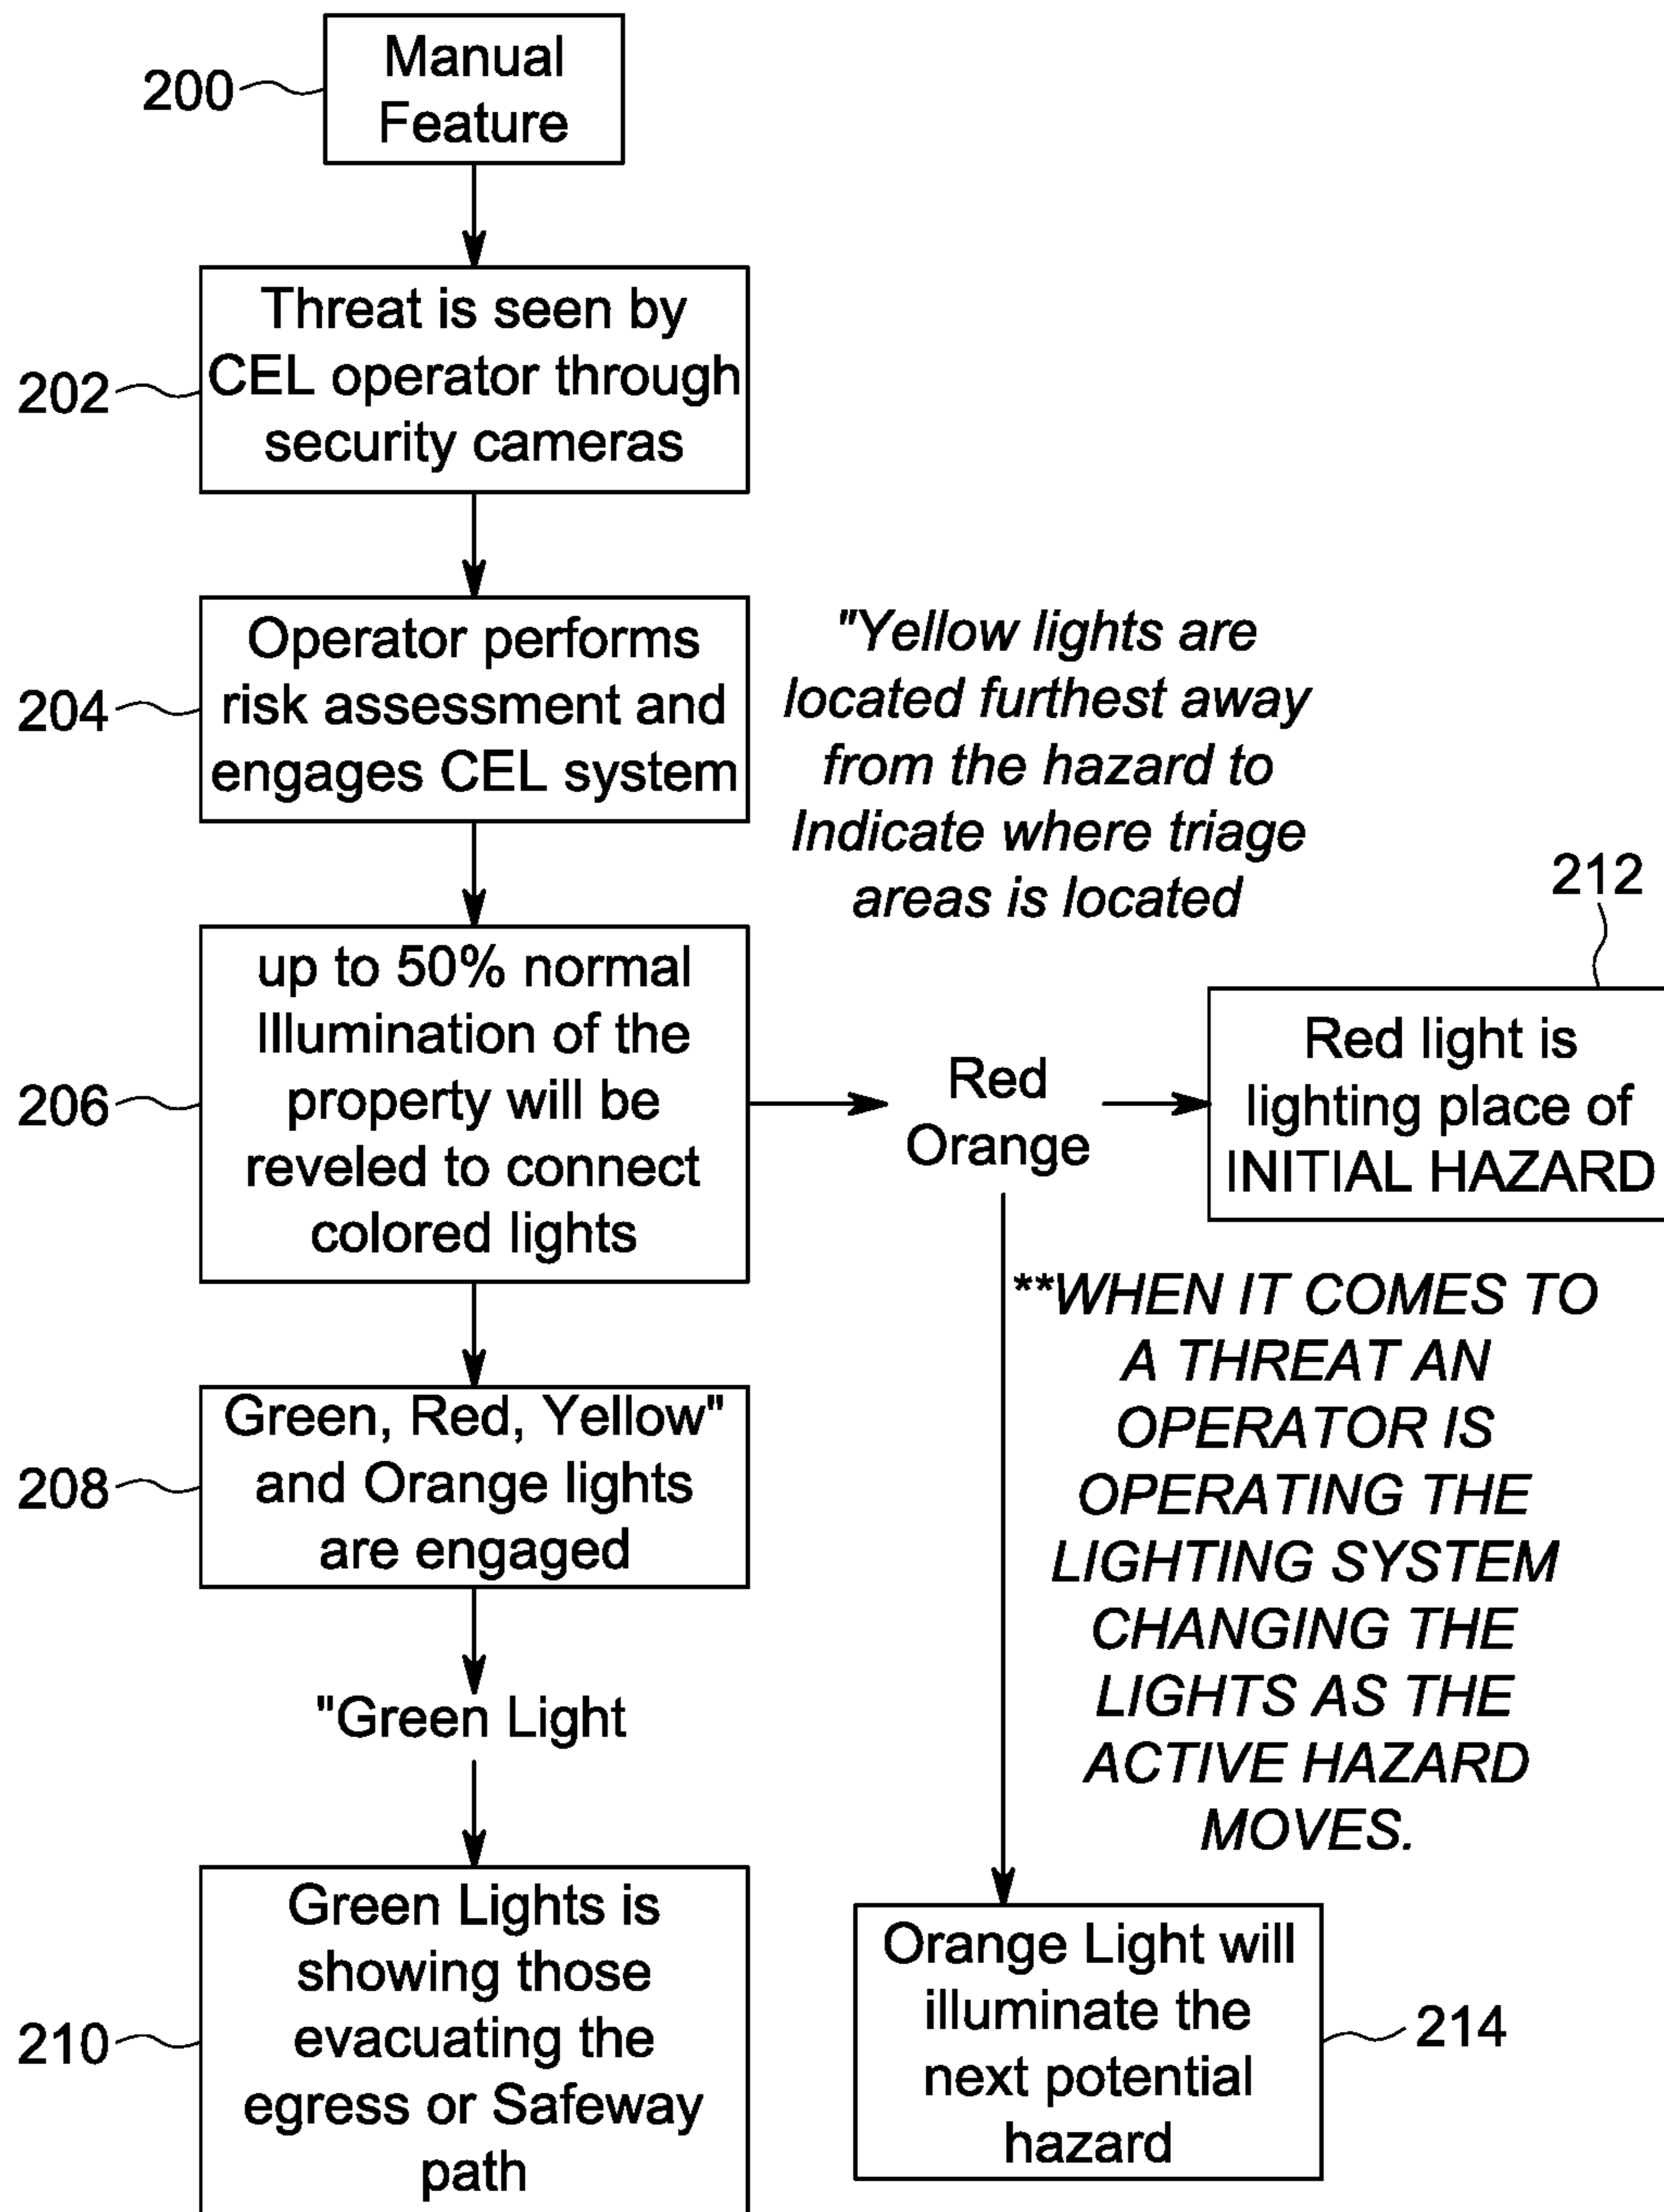 200
Manual
Feature
202
Threat is seen by
CEL operator through
security cameras
204
Operator performs
risk assessment and
engages CEL system
"Yellow lights are
located furthest away
from the hazard to
Indicate where triage
areas is located
206
up to 50% normal
Illumination of the
property will be
reveled to connect
colored lights
Red
Orange
212
Red light is
lighting place of
INITIAL HAZARD
208
Green, Red, Yellow"
and Orange lights
are engaged
**WHEN IT COMES TO
A THREAT AN
OPERATOR IS
OPERATING THE
LIGHTING SYSTEM
CHANGING THE
LIGHTS AS THE
ACTIVE HAZARD
MOVES.
"Green Light
210
Green Lights is
showing those
evacuating the
egress or Safeway
path
Orange Light will
illuminate the
next potential
hazard
214